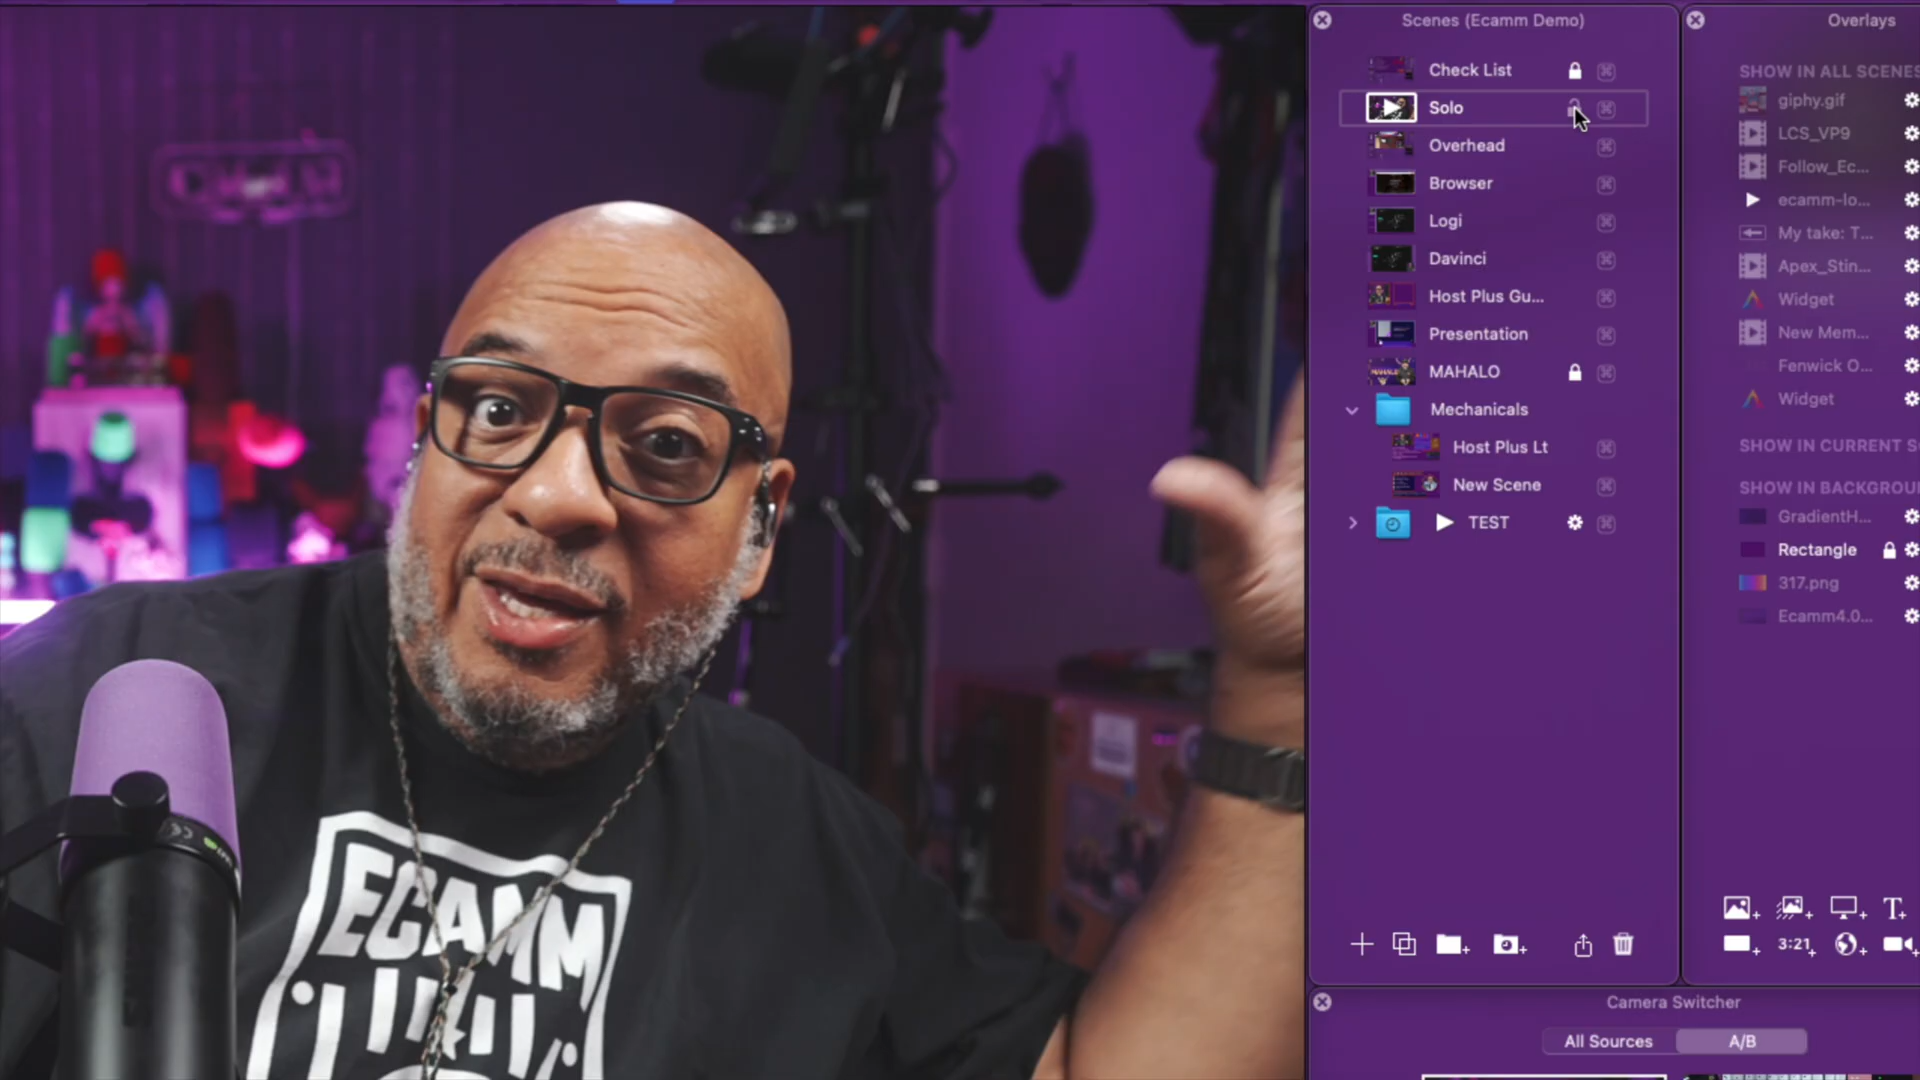 Scenes (Ecamm Demo)
Check List
Solo
Overhead
Browser
Logi
Davinci
Host Plus Gu...
Presentation
MAHALO
MAHALO
Mechanicals
Host Plus Lt
New Scene
TEST
Overlays
SHOW IN ALL SCENES
giphy.gif
LCS_VP9
Follow_Ec...
ecamm-lo...
My take: T...
Apex_Stin...
Widget
New Mem...
Fenwick O...
Widget
SHOW IN CURRENT S
SHOW IN BACKGROU
GradientH...
Rectangle
317.png
Ecamm4.0...
T+
3:21+
Camera Switcher
All Sources
A/B
ECAMM
CE